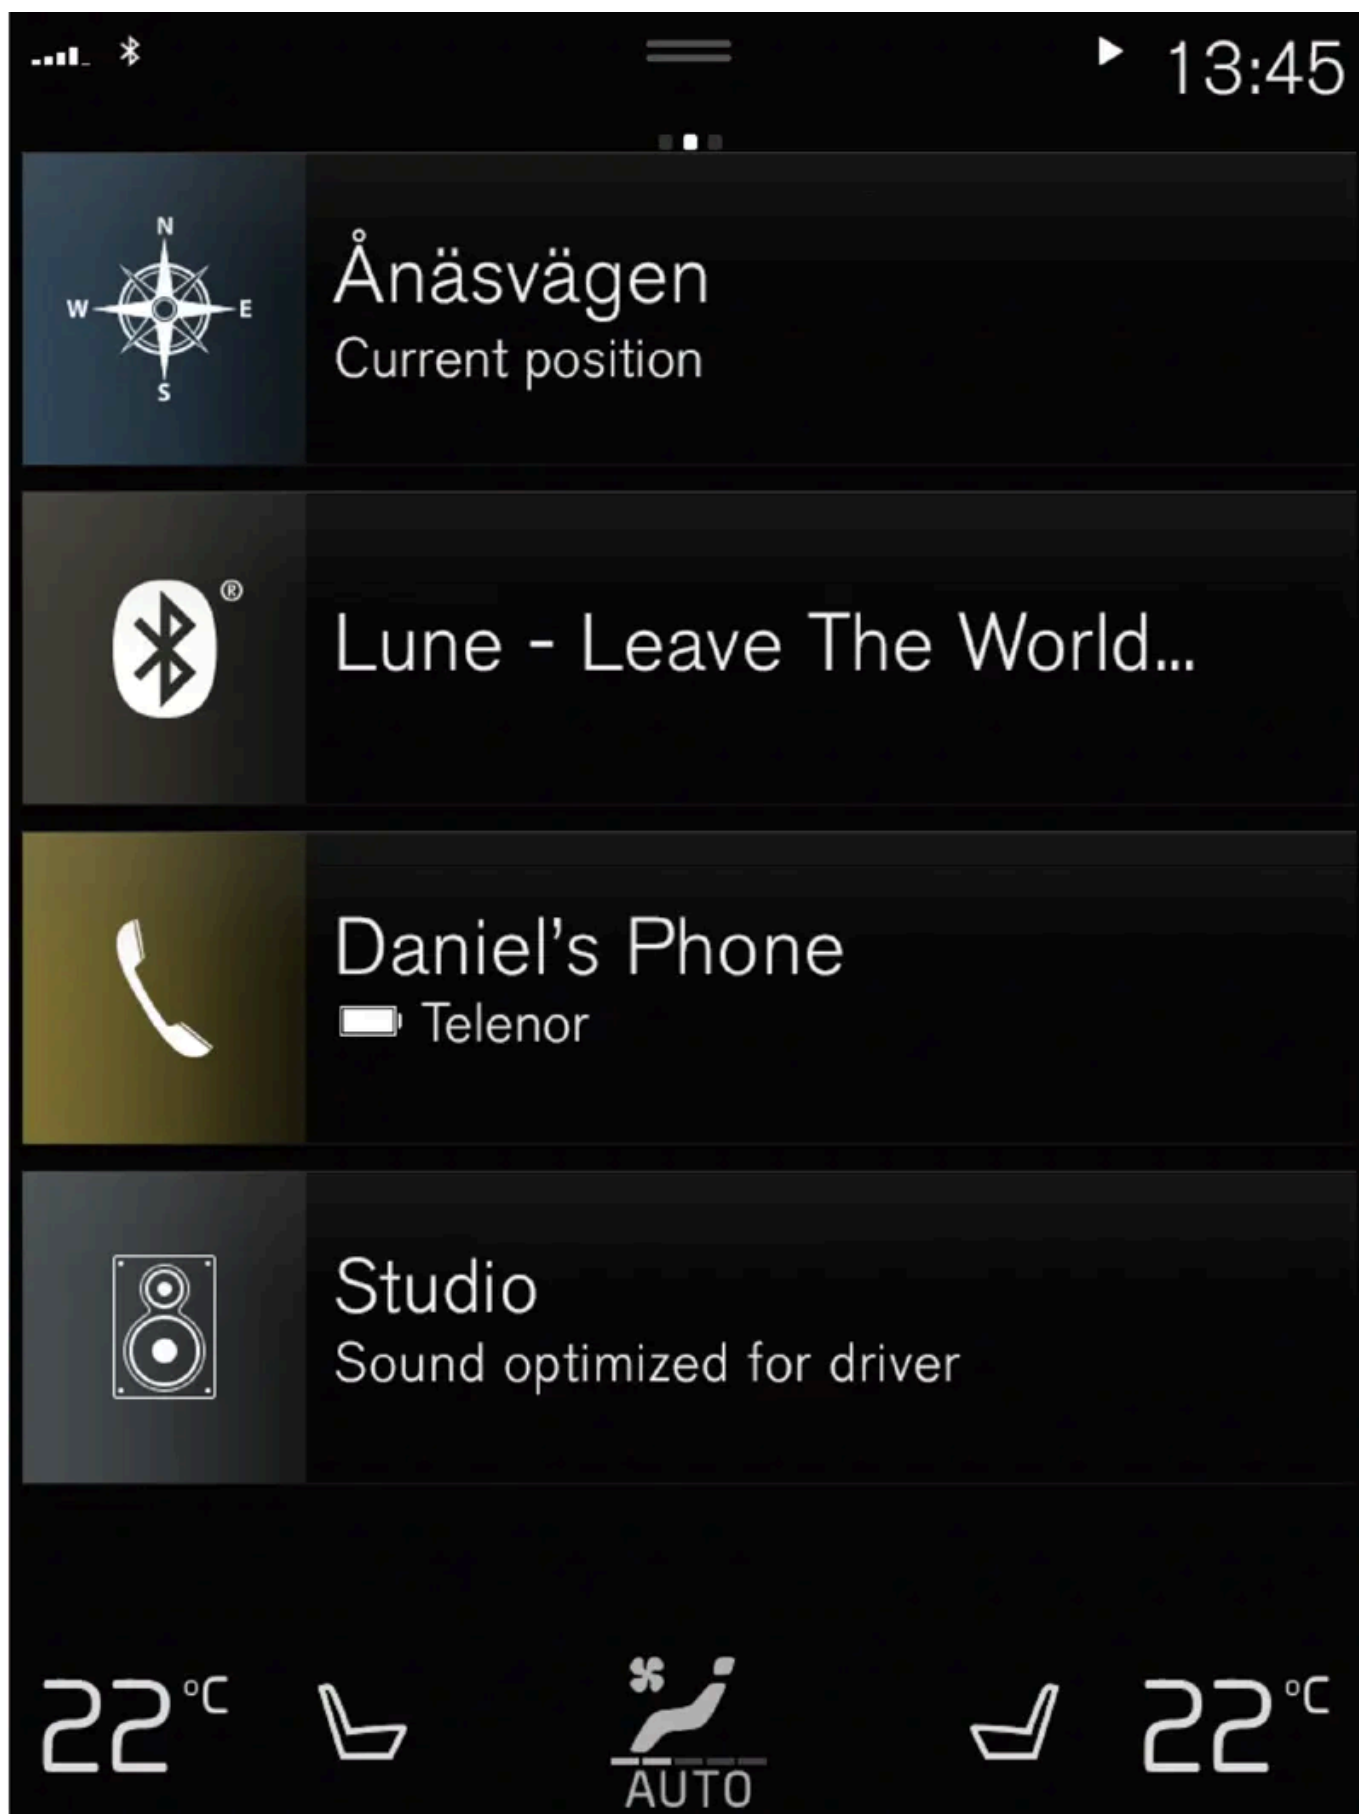 13:45
N
W E
S
Ånäsvägen
Current position
®
Lune - Leave The World...
Daniel’s Phone
Telenor
Studio
Sound optimized for driver
22 °C
22 °C
AUTO